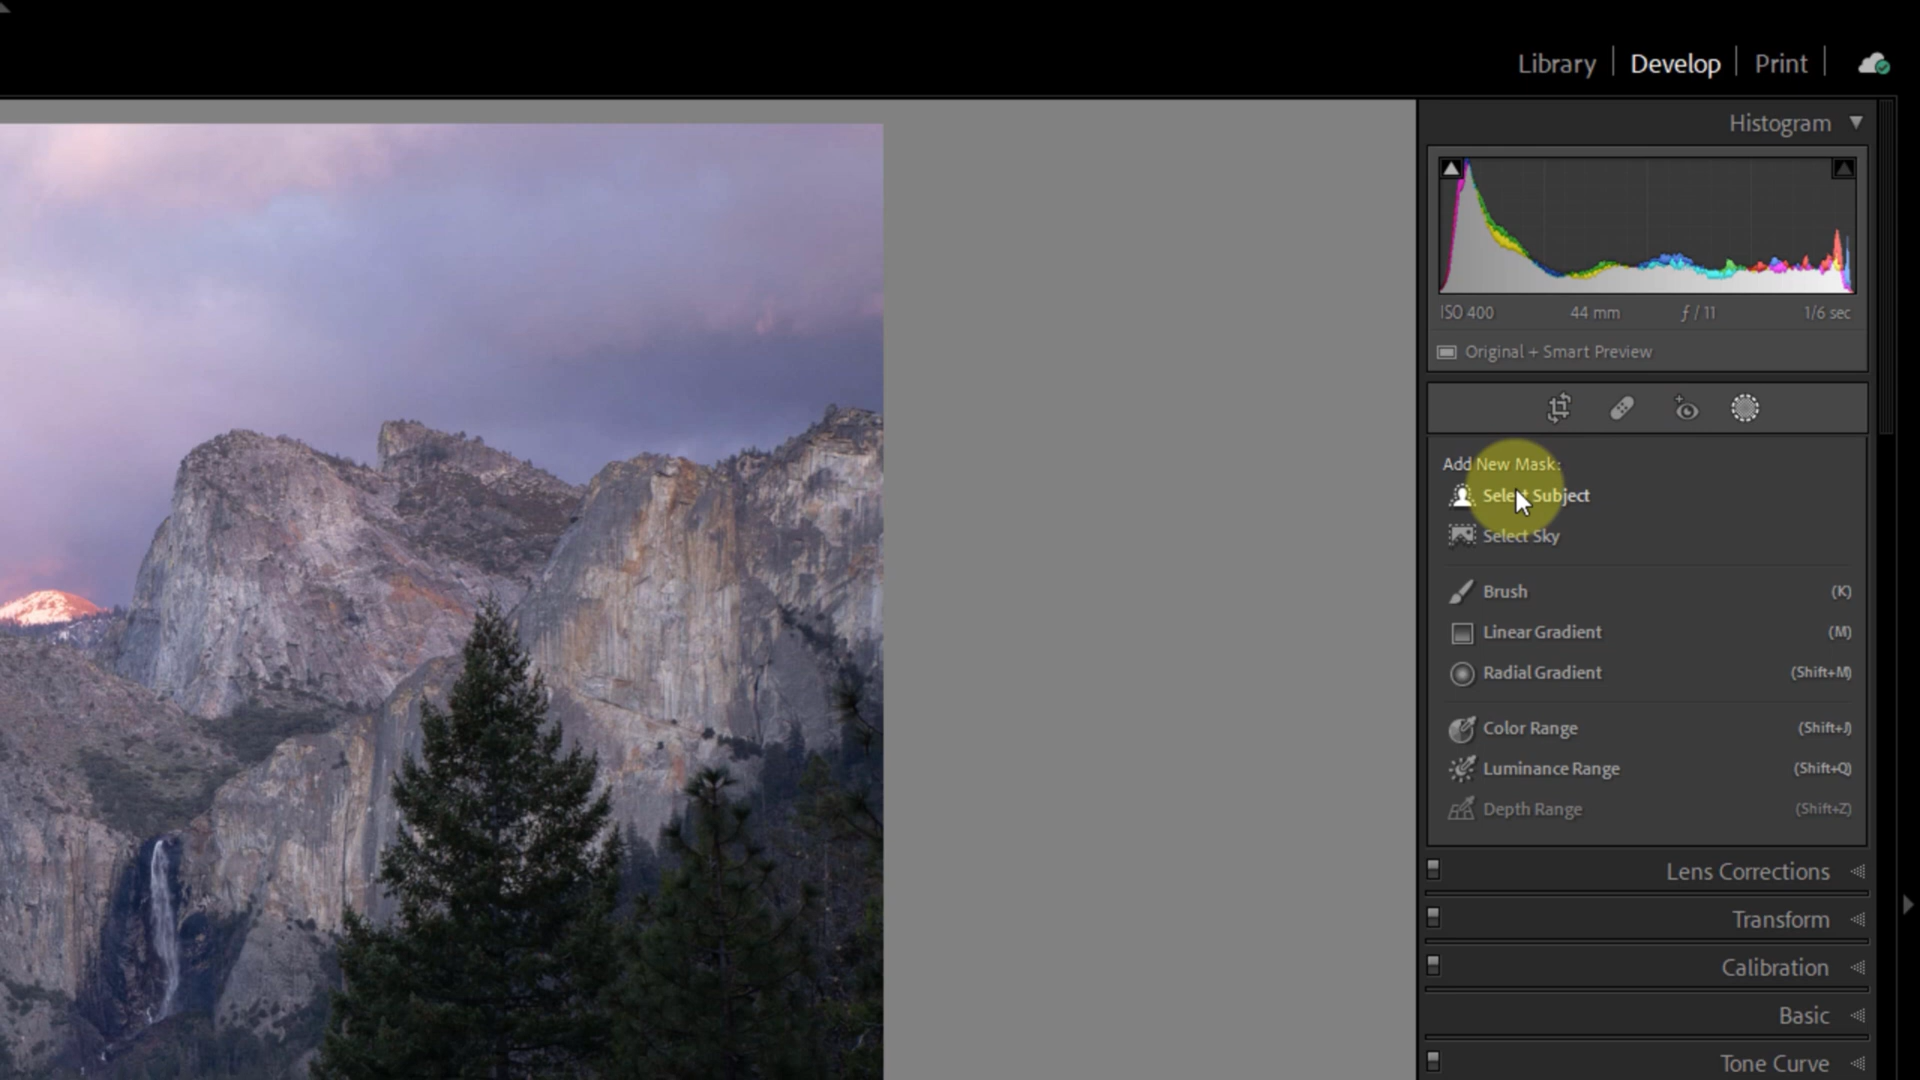 Library | Develop | Print |
Histogram
ISO 400 44 mm ƒ / 11 1/6 sec
Original + Smart Preview
Add New Mask:
Select Subject
Select Sky
Brush (K)
Linear Gradient (M)
Radial Gradient (Shift+M)
Color Range (Shift+J)
Luminance Range (Shift+Q)
Depth Range (Shift+Z)
Lens Corrections
Transform
Calibration
Basic
Tone Curve